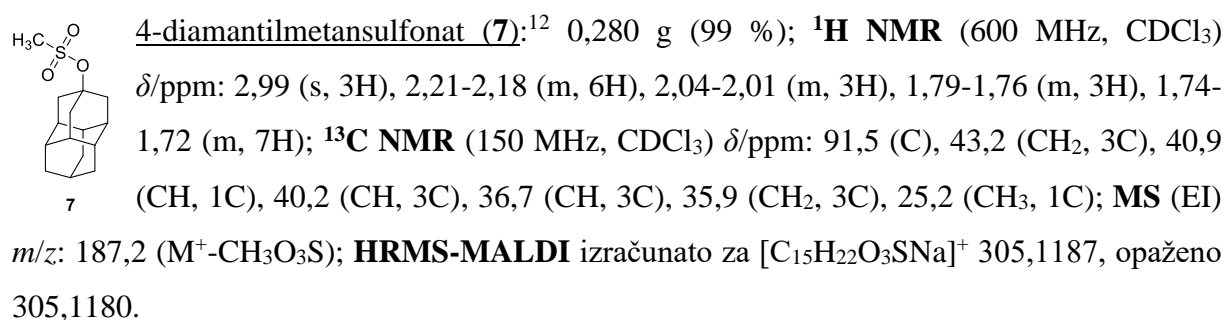 H₃C
O
S
O
O
7
4-diamantilmetansulfonat (7):¹² 0,280 g (99 %); ¹H NMR (600 MHz, CDCl₃)
δ/ppm: 2,99 (s, 3H), 2,21-2,18 (m, 6H), 2,04-2,01 (m, 3H), 1,79-1,76 (m, 3H), 1,74-
1,72 (m, 7H); ¹³C NMR (150 MHz, CDCl₃) δ/ppm: 91,5 (C), 43,2 (CH₂, 3C), 40,9
(CH, 1C), 40,2 (CH, 3C), 36,7 (CH, 3C), 35,9 (CH₂, 3C), 25,2 (CH₃, 1C); MS (EI)
m/z: 187,2 (M⁺-CH₃O₃S); HRMS-MALDI izračunato za [C₁₅H₂₂O₃SNa]⁺ 305,1187, opaženo
305,1180.